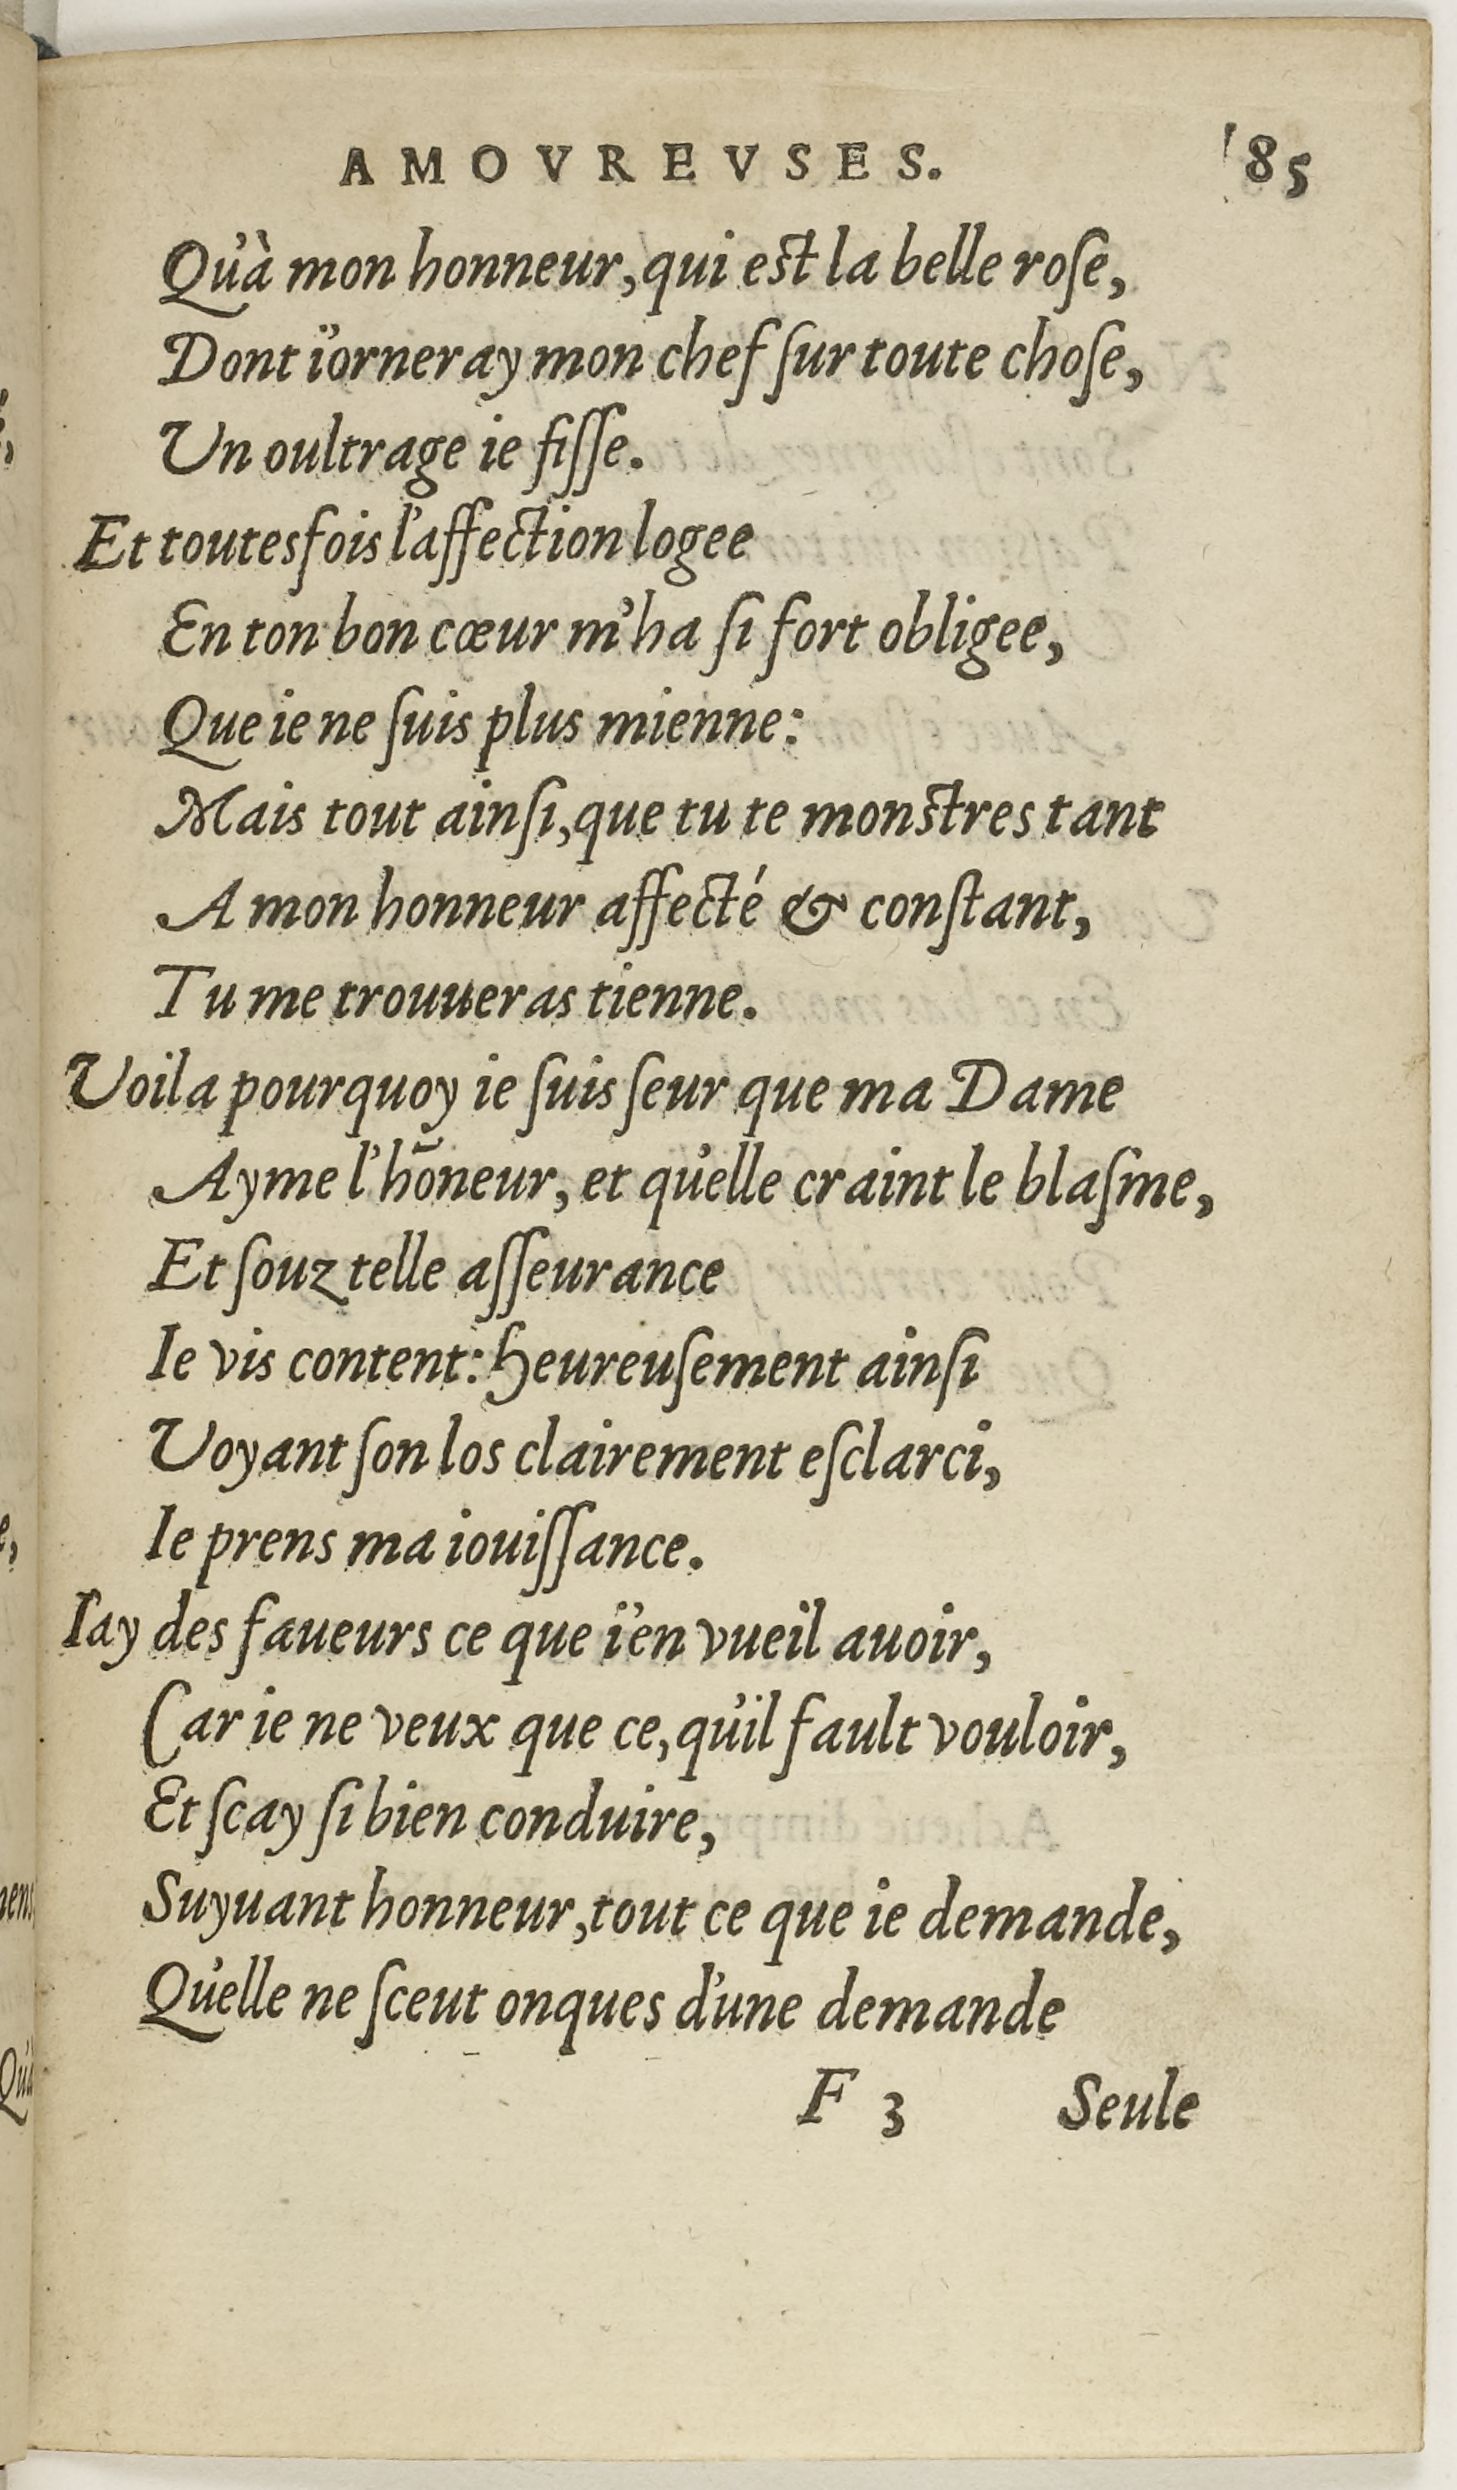 AMOVREVSES. 85
Qu'à mon honneur, qui est la belle rose,
Dont i'orneray mon chef sur toute chose,
Un oultrage ie fisse.
Et toutesfois l'affection logee
En ton bon cœur m'ha si fort obligee,
Que ie ne suis plus mienne:
Mais tout ainsi, que tu te monstres tant
A mon honneur affecté & constant,
Tu me trouueras tienne.
Voila pourquoy ie suis seur que ma Dame
Ayme l'hōneur, et qu'elle craint le blasme,
Et souz telle asseurance
Ie vis content: Heureusement ainsi
Voyant son los clairement esclarci,
Ie prens ma iouissance.
I'ay des faueurs ce que i'en vueil auoir,
Car ie ne veux que ce, qu'il fault vouloir,
Et scay si bien conduire,
Suyuant honneur, tout ce que ie demande,
Qu'elle ne sceut onques d'une demande
F 3 Seule